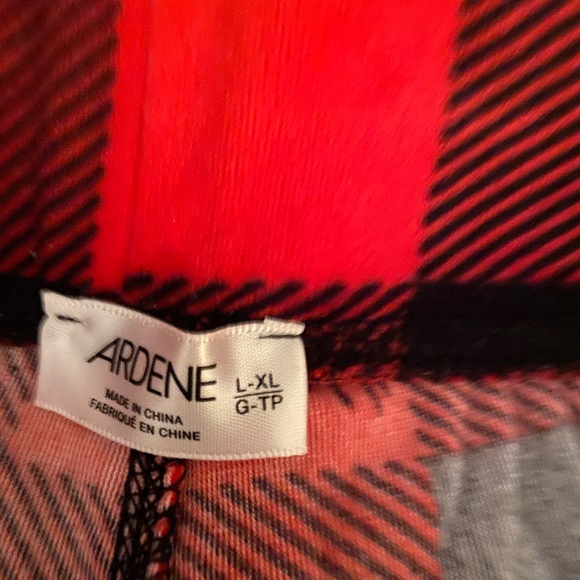 ARDENE
L-XL
G-TP
MADE IN CHINA
FABRIQUÉ EN CHINE